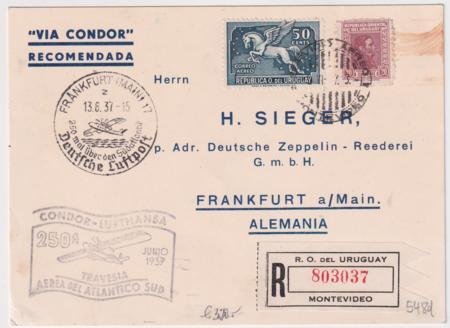 "VIA CONDOR"
RECOMENDADA
50
CENTS
CORREO
AEREO
REPUBLICA O. DEL URUGUAY
FRANKFURT (MAIN) 17
z
13.6.37.-15
250 mal über den Südatlantik
Deutsche Luftpost
Herrn
H. SIEGER,
p. Adr. Deutsche Zeppelin - Reederei
G. m. b. H.
FRANKFURT a/Main.
ALEMANIA
CONDOR-LUFTHANSA
250ª
JUNIO
1937
TRAVESIA
AEREA DEL ATLANTICO SUD
R. O. DEL URUGUAY
R 803037
MONTEVIDEO
5484